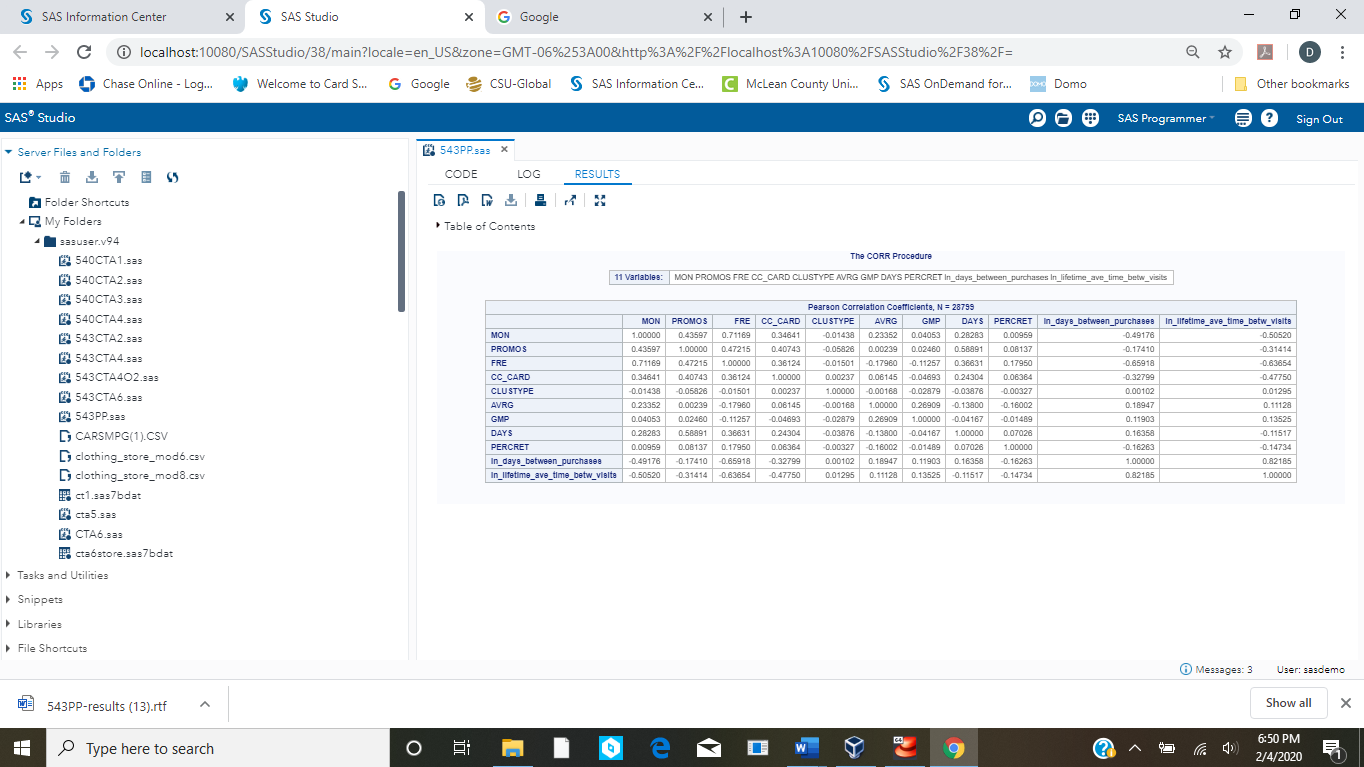 SAS Information Center
SAS Studio
Google
localhost:10080/SASStudio/38/main?locale=en_US&zone=GMT-06%253A00&http%3A%2F%2Flocalhost%3A10080%2FSASStudio%2F38%2F=
D
Apps Chase Online - Log... Welcome to Card S... Google CSU-Global SAS Information Ce... McLean County Uni... SAS OnDemand for... Domo Other bookmarks
SAS® Studio SAS Programmer Sign Out
Server Files and Folders
Folder Shortcuts
My Folders
sasuser.v94
540CTA1.sas
540CTA2.sas
540CTA3.sas
540CTA4.sas
543CTA2.sas
543CTA4.sas
543CTA4O2.sas
543CTA6.sas
543PP.sas
CARSMPG(1).CSV
clothing_store_mod6.csv
clothing_store_mod8.csv
ct1.sas7bdat
cta5.sas
CTA6.sas
cta6store.sas7bdat
Tasks and Utilities
Snippets
Libraries
File Shortcuts
543PP.sas
CODE LOG RESULTS
Table of Contents
The CORR Procedure
11 Variables: MON PROMOS FRE CC_CARD CLUSTYPE AVRG GMP DAYS PERCRET ln_days_between_purchases ln_lifetime_ave_time_betw_visits
Pearson Correlation Coefficients, N = 28799
MON PROMOS FRE CC_CARD CLUSTYPE AVRG GMP DAYS PERCRET ln_days_between_purchases ln_lifetime_ave_time_betw_visits
MON 1.00000 0.43597 0.71169 0.34641 -0.01438 0.23352 0.04053 0.28283 0.00959 -0.49176 -0.50520
PROMOS 0.43597 1.00000 0.47215 0.40743 -0.05826 0.00239 0.02460 0.58891 0.08137 -0.17410 -0.31414
FRE 0.71169 0.47215 1.00000 0.36124 -0.01501 -0.17960 -0.11257 0.36631 0.17950 -0.65918 -0.63654
CC_CARD 0.34641 0.40743 0.36124 1.00000 0.00237 0.06145 -0.04693 0.24304 0.06364 -0.32799 -0.47750
CLUSTYPE -0.01438 -0.05826 -0.01501 0.00237 1.00000 -0.00168 -0.02879 -0.03876 -0.00327 0.00102 0.01295
AVRG 0.23352 0.00239 -0.17960 0.06145 -0.00168 1.00000 0.26909 -0.13800 -0.16002 0.18947 0.11128
GMP 0.04053 0.02460 -0.11257 -0.04693 -0.02879 0.26909 1.00000 -0.04167 -0.01489 0.11903 0.13525
DAYS 0.28283 0.58891 0.36631 0.24304 -0.03876 -0.13800 -0.04167 1.00000 0.07026 0.16358 -0.11517
PERCRET 0.00959 0.08137 0.17950 0.06364 -0.00327 -0.16002 -0.01489 0.07026 1.00000 -0.16263 -0.14734
ln_days_between_purchases -0.49176 -0.17410 -0.65918 -0.32799 0.00102 0.18947 0.11903 0.16358 -0.16263 1.00000 0.82185
ln_lifetime_ave_time_betw_visits -0.50520 -0.31414 -0.63654 -0.47750 0.01295 0.11128 0.13525 -0.11517 -0.14734 0.82185 1.00000
Messages: 3 User: sasdemo
543PP-results (13).rtf
Show all
Type here to search
6:50 PM
2/4/2020